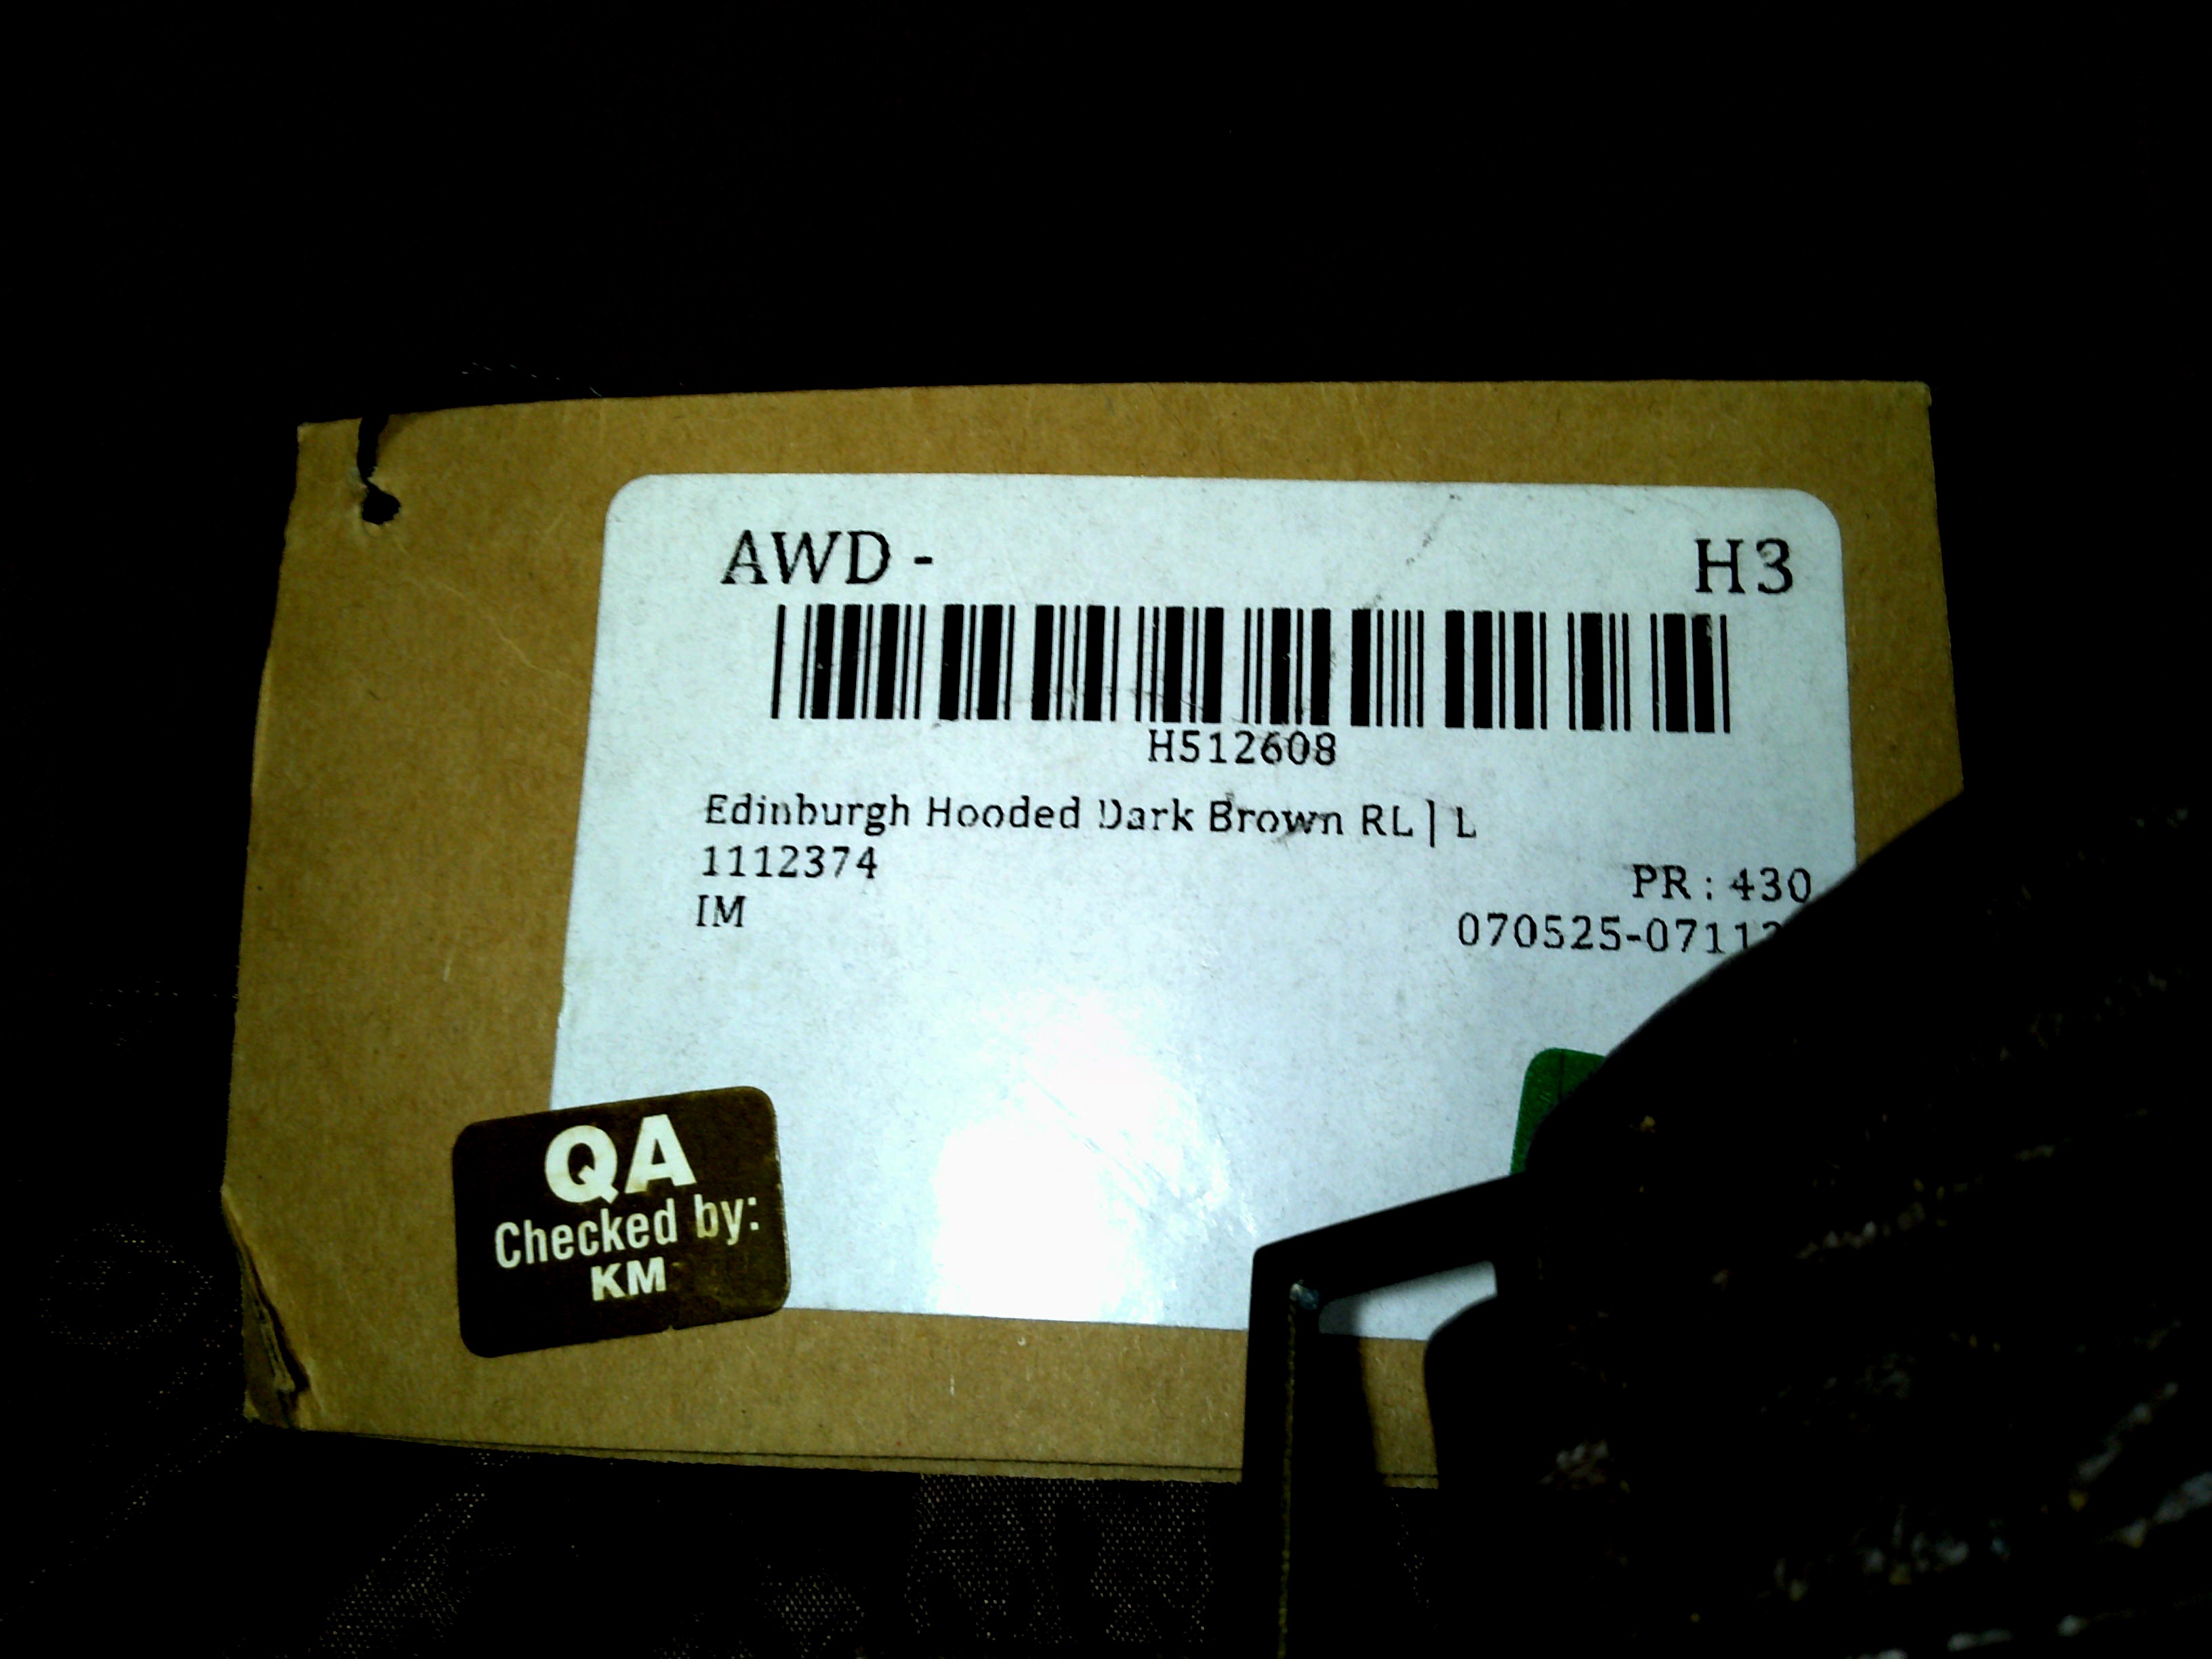 AWD - H3
H512608
Edinburgh Hooded Dark Brown RL | L
1112374
PR : 430
IM
QA
Checked by:
KM